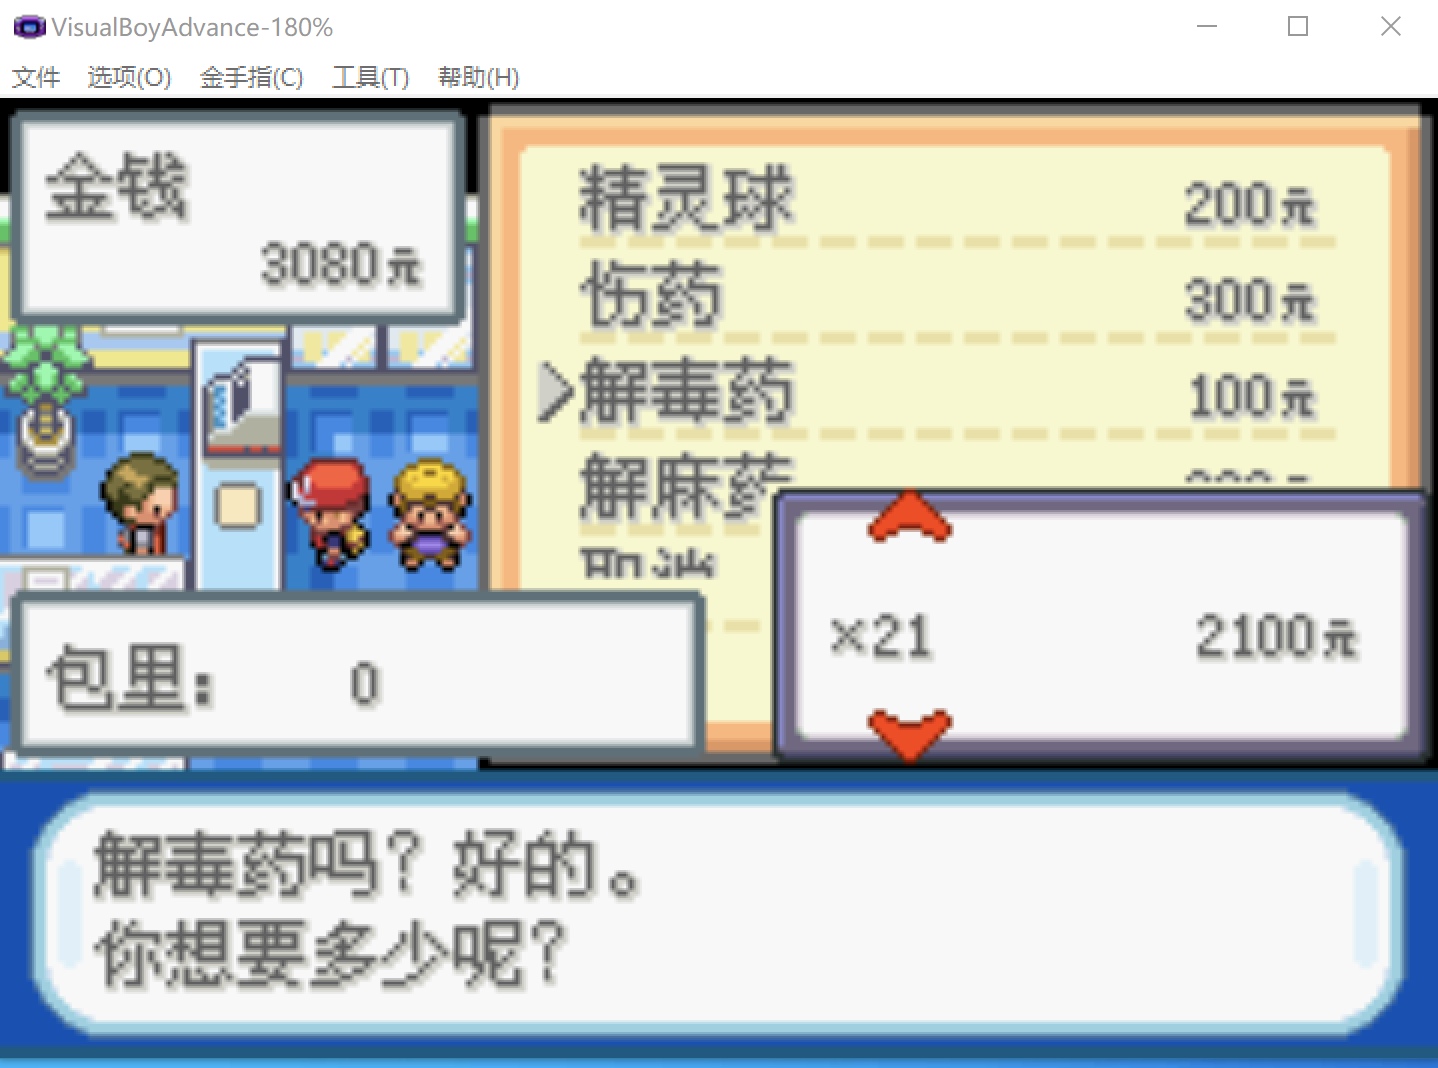 VisualBoyAdvance-180%
文件 选项(O) 金手指(C) 工具(T) 帮助(H)
金钱
3080元
精灵球 200元
伤药 300元
解毒药 100元
解麻药
×21 2100元
包里： 0
解毒药吗？好的。
你想要多少呢？